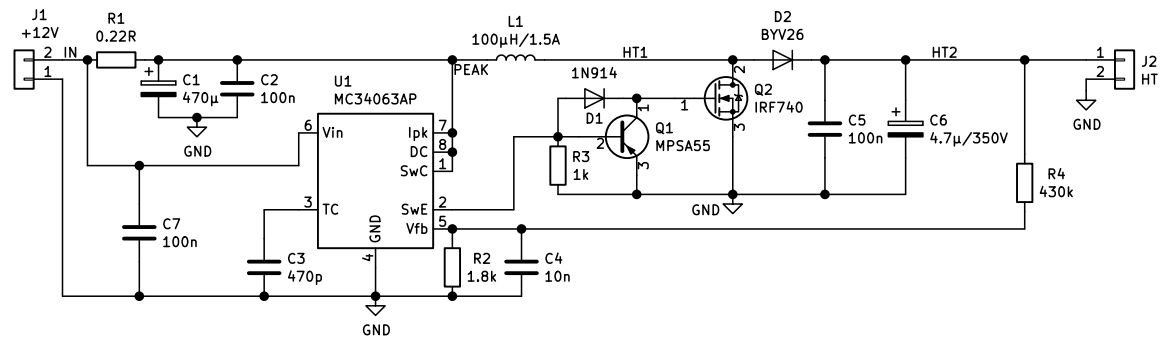 J1
+12V
2
IN
1
R1
0.22R
+
C1
470µ
C2
100n
GND
U1
MC34063AP
6
Vin
Ipk
7
DC
8
SwC
1
3
TC
SwE
2
Vfb
5
GND
4
C7
100n
C3
470p
GND
R2
1.8k
C4
10n
PEAK
L1
100µH/1.5A
HT1
1N914
D1
R3
1k
1
2
3
Q1
MPSA55
1
2
3
Q2
IRF740
GND
D2
BYV26
HT2
C5
100n
+
C6
4.7µ/350V
R4
430k
1
2
J2
HT
GND